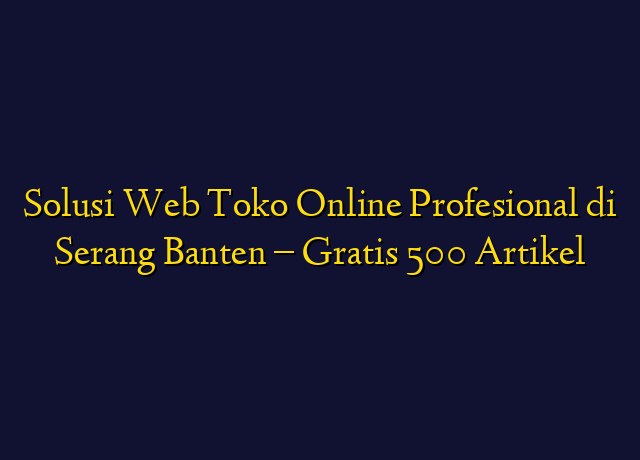 Solusi Web Toko Online Profesional di
Serang Banten – Gratis 500 Artikel